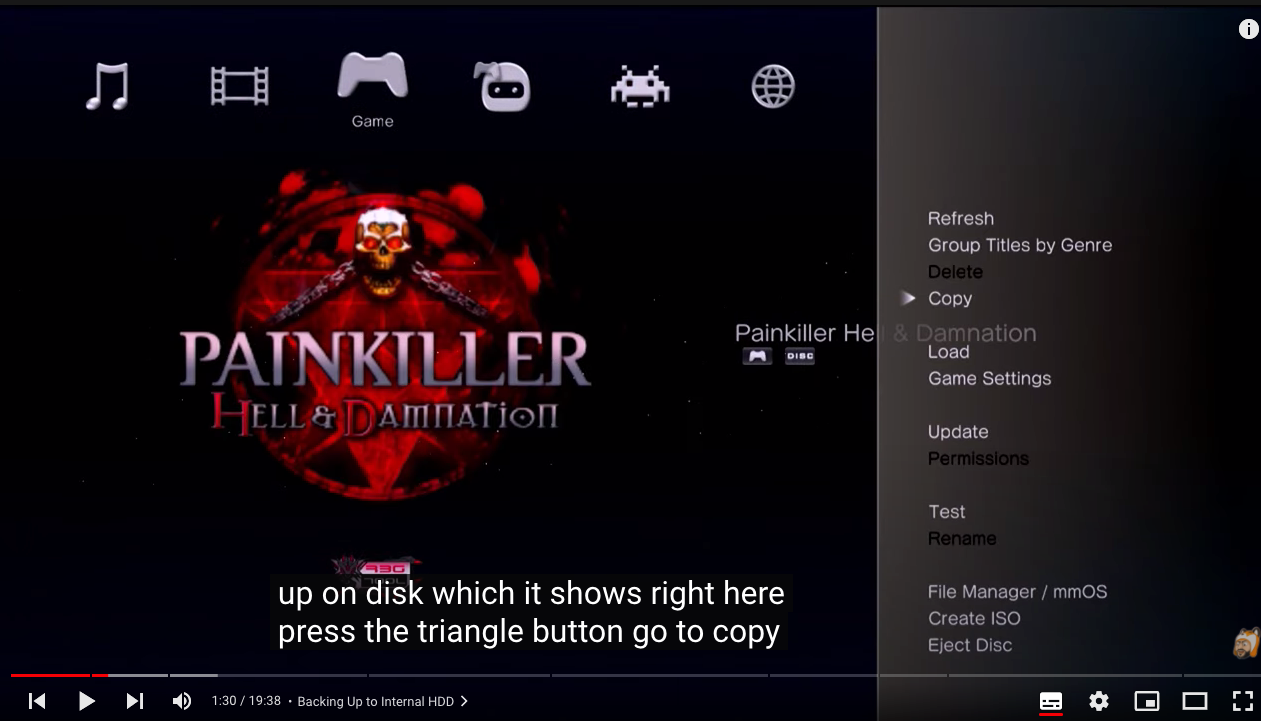 Game
PAINKILLER
HELL & DAMNATION
Painkiller Hell & Damnation
DISC
Refresh
Group Titles by Genre
Delete
Copy
Load
Game Settings
Update
Permissions
Test
Rename
File Manager / mmOS
Create ISO
Eject Disc
up on disk which it shows right here
press the triangle button go to copy
1:30 / 19:38 • Backing Up to Internal HDD